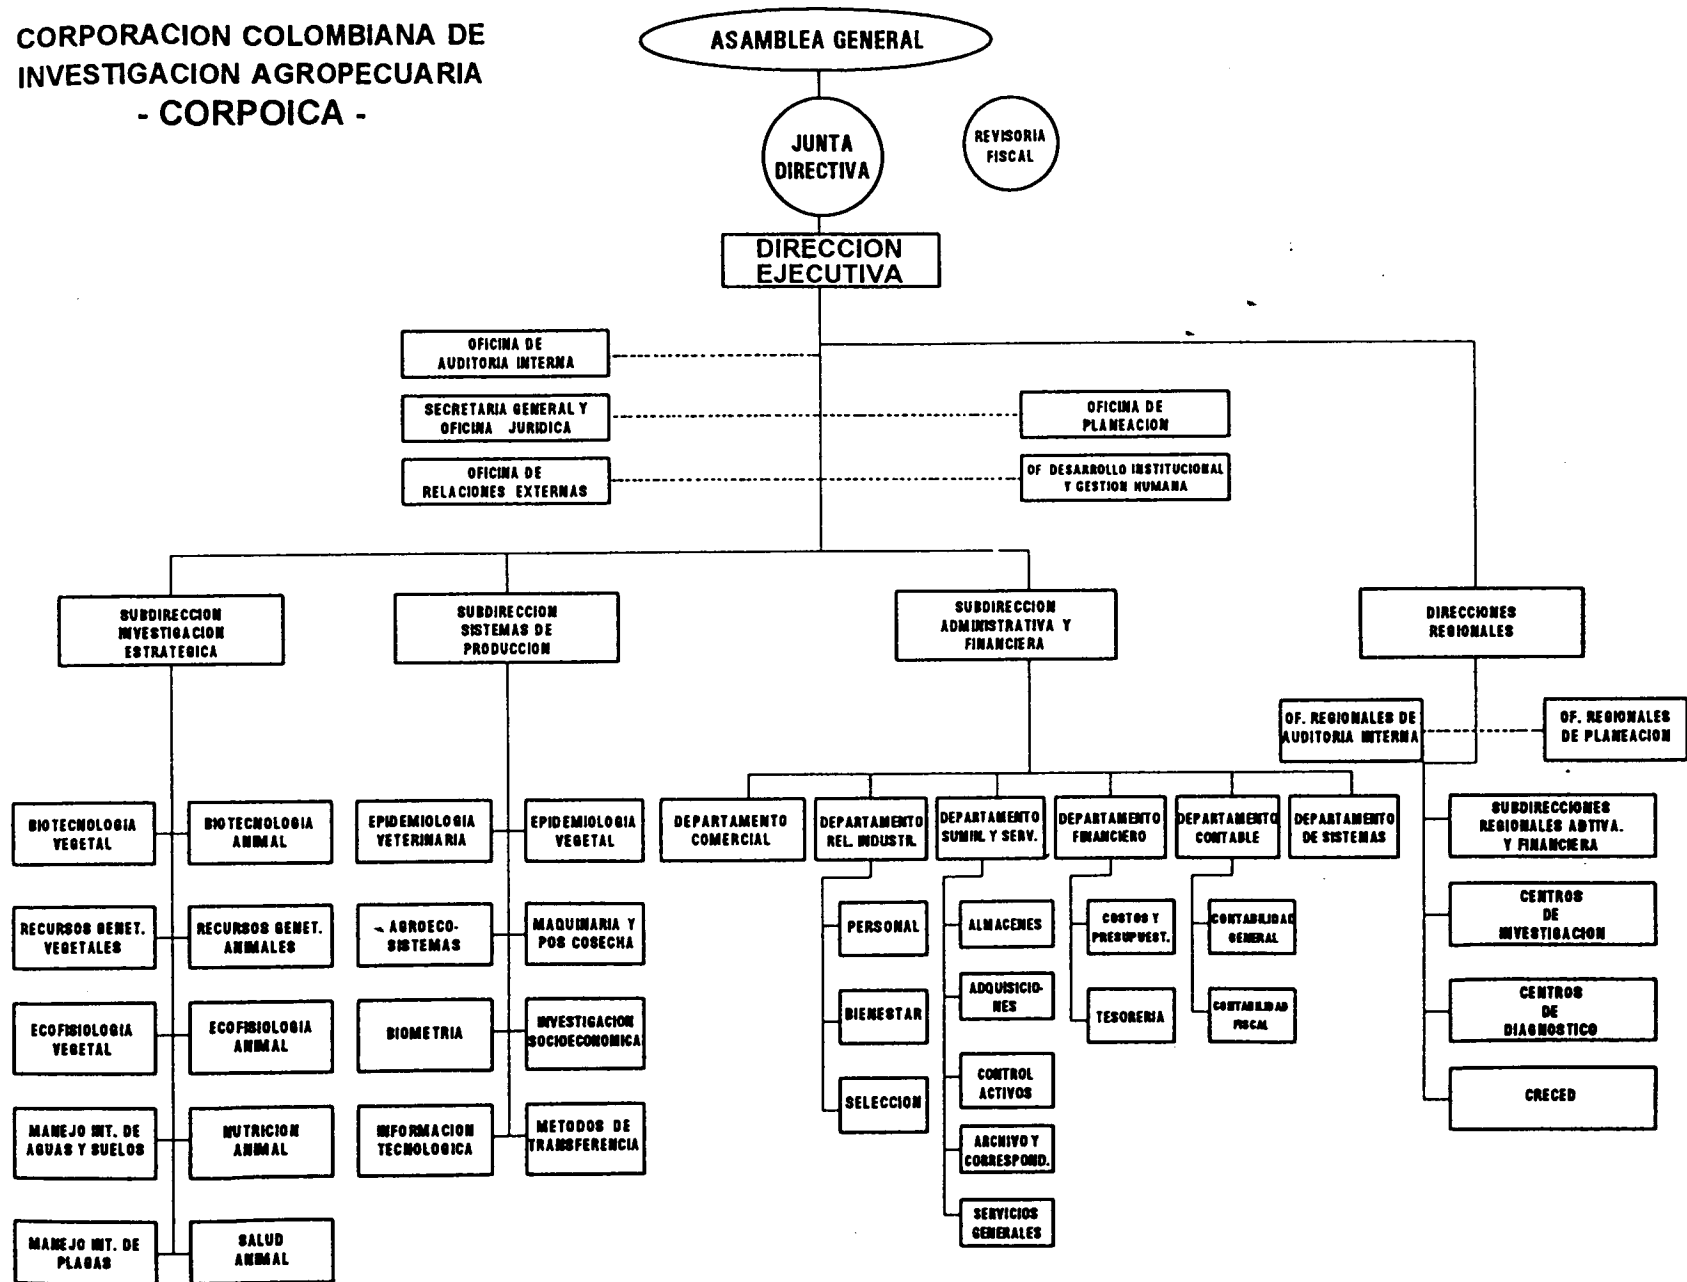 CORPORACION COLOMBIANA DE
INVESTIGACION AGROPECUARIA
- CORPOICA -
ASAMBLEA GENERAL
JUNTA
DIRECTIVA
REVISORIA
FISCAL
DIRECCION
EJECUTIVA
OFICINA DE
AUDITORIA INTERNA
SECRETARIA GENERAL Y
OFICINA JURIDICA
OFICINA DE
PLANEACION
OFICINA DE
RELACIONES EXTERNAS
OF DESARROLLO INSTITUCIONAL
Y GESTION HUMANA
SUBDIRECCION
INVESTIGACION
ESTRATEGICA
SUBDIRECCION
SISTEMAS DE
PRODUCCION
SUBDIRECCION
ADMINISTRATIVA Y
FINANCIERA
DIRECCIONES
REGIONALES
OF. REGIONALES DE
AUDITORIA INTERNA
OF. REGIONALES
DE PLANEACION
BIOTECNOLOGIA
VEGETAL
BIOTECNOLOGIA
ANIMAL
RECURSOS GENET.
VEGETALES
RECURSOS GENET.
ANIMALES
ECOFISIOLOGIA
VEGETAL
ECOFISIOLOGIA
ANIMAL
MANEJO INT. DE
AGUAS Y SUELOS
NUTRICION
ANIMAL
MANEJO INT. DE
PLAGAS
SALUD
ANIMAL
EPIDEMIOLOGIA
VETERINARIA
EPIDEMIOLOGIA
VEGETAL
AGROECO-
SISTEMAS
MAQUINARIA Y
POS COSECHA
BIOMETRIA
INVESTIGACION
SOCIOECONOMICA
INFORMACION
TECNOLOGICA
METODOS DE
TRANSFERENCIA
DEPARTAMENTO
COMERCIAL
DEPARTAMENTO
REL. INDUSTR.
DEPARTAMENTO
SUMIN. Y SERV.
DEPARTAMENTO
FINANCIERO
DEPARTAMENTO
CONTABLE
DEPARTAMENTO
DE SISTEMAS
PERSONAL
BIENESTAR
SELECCION
ALMACENES
ADQUISICIO-
NES
CONTROL
ACTIVOS
ARCHIVO Y
CORRESPOND.
SERVICIOS
GENERALES
COSTOS Y
PRESUPUEST.
TESORERIA
CONTABILIDAD
GENERAL
CONTABILIDAD
FISCAL
SUBDIRECCIONES
REGIONALES ADTIVA.
Y FINANCIERA
CENTROS
DE
INVESTIGACION
CENTROS
DE
DIAGNOSTICO
CRECED